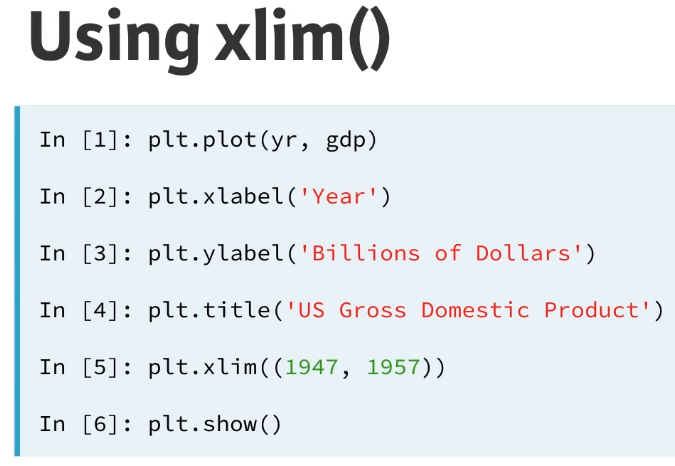 Using xlim()
In [1]: plt.plot(yr, gdp)
In [2]: plt.xlabel('Year')
In [3]: plt.ylabel('Billions of Dollars')
In [4]: plt.title('US Gross Domestic Product')
In [5]: plt.xlim((1947, 1957))
In [6]: plt.show()